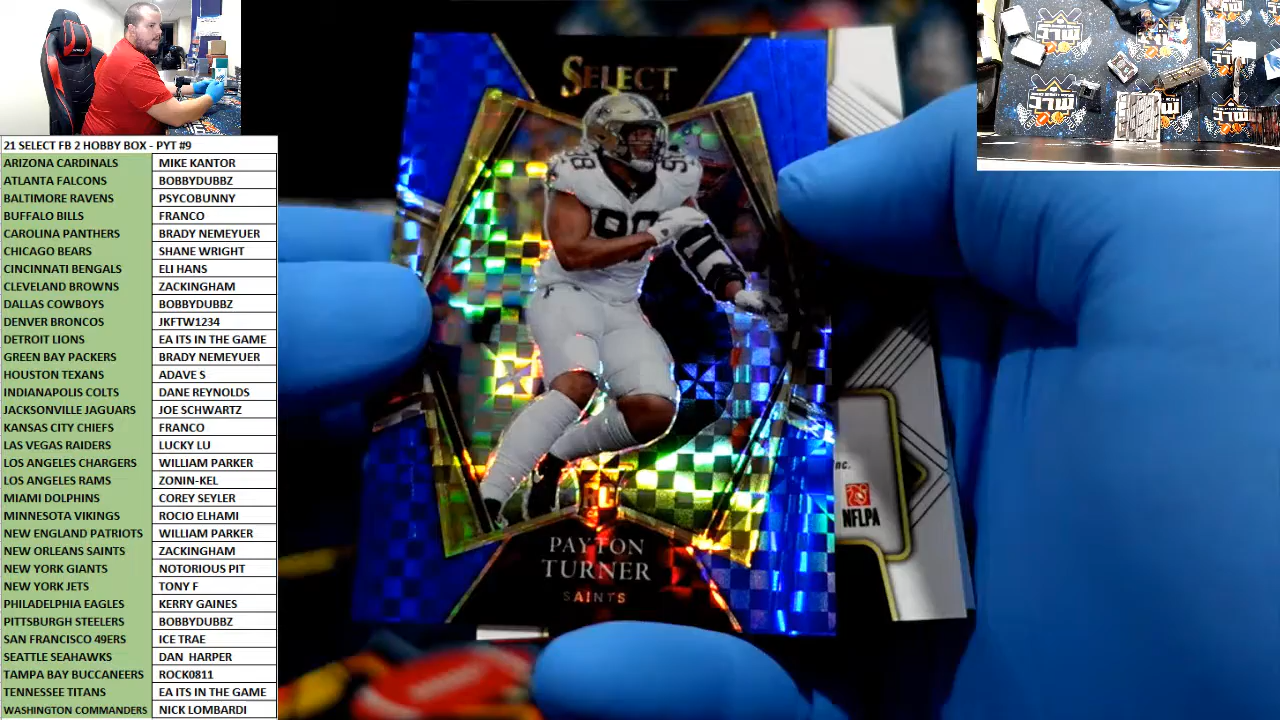 21 SELECT FB 2 HOBBY BOX - PYT #9
ARIZONA CARDINALS MIKE KANTOR
ATLANTA FALCONS BOBBYDUBBZ
BALTIMORE RAVENS PSYCOBUNNY
BUFFALO BILLS FRANCO
CAROLINA PANTHERS BRADY NEMEYUER
CHICAGO BEARS SHANE WRIGHT
CINCINNATI BENGALS ELI HANS
CLEVELAND BROWNS ZACKINGHAM
DALLAS COWBOYS BOBBYDUBBZ
DENVER BRONCOS JKFTW1234
DETROIT LIONS EA ITS IN THE GAME
GREEN BAY PACKERS BRADY NEMEYUER
HOUSTON TEXANS ADAVE S
INDIANAPOLIS COLTS DANE REYNOLDS
JACKSONVILLE JAGUARS JOE SCHWARTZ
KANSAS CITY CHIEFS FRANCO
LAS VEGAS RAIDERS LUCKY LU
LOS ANGELES CHARGERS WILLIAM PARKER
LOS ANGELES RAMS ZONIN-KEL
MIAMI DOLPHINS COREY SEYLER
MINNESOTA VIKINGS ROCIO ELHAMI
NEW ENGLAND PATRIOTS WILLIAM PARKER
NEW ORLEANS SAINTS ZACKINGHAM
NEW YORK GIANTS NOTORIOUS PIT
NEW YORK JETS TONY F
PHILADELPHIA EAGLES KERRY GAINES
PITTSBURGH STEELERS BOBBYDUBBZ
SAN FRANCISCO 49ERS ICE TRAE
SEATTLE SEAHAWKS DAN HARPER
TAMPA BAY BUCCANEERS ROCK0811
TENNESSEE TITANS EA ITS IN THE GAME
WASHINGTON COMMANDERS NICK LOMBARDI
SELECT
98 98
98
RC
PAYTON
TURNER
SAINTS
INC.
NFLPA